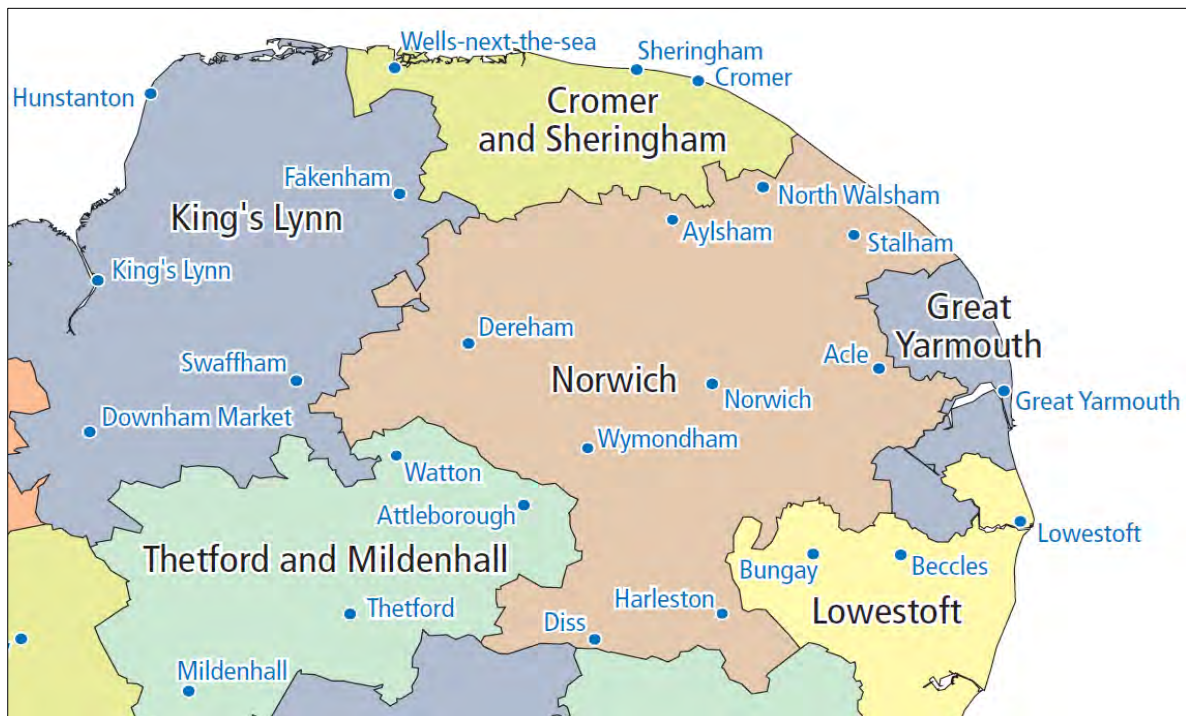 Wells-next-the-sea
Sheringham
Cromer
Hunstanton
Cromer
and Sheringham
Fakenham
North Walsham
King's Lynn
Aylsham
Stalham
King's Lynn
Great
Yarmouth
Dereham
Swaffham
Norwich
Acle
Norwich
Great Yarmouth
Downham Market
Wymondham
Watton
Attleborough
Lowestoft
Thetford and Mildenhall
Bungay
Beccles
Thetford
Harleston
Lowestoft
Diss
Mildenhall